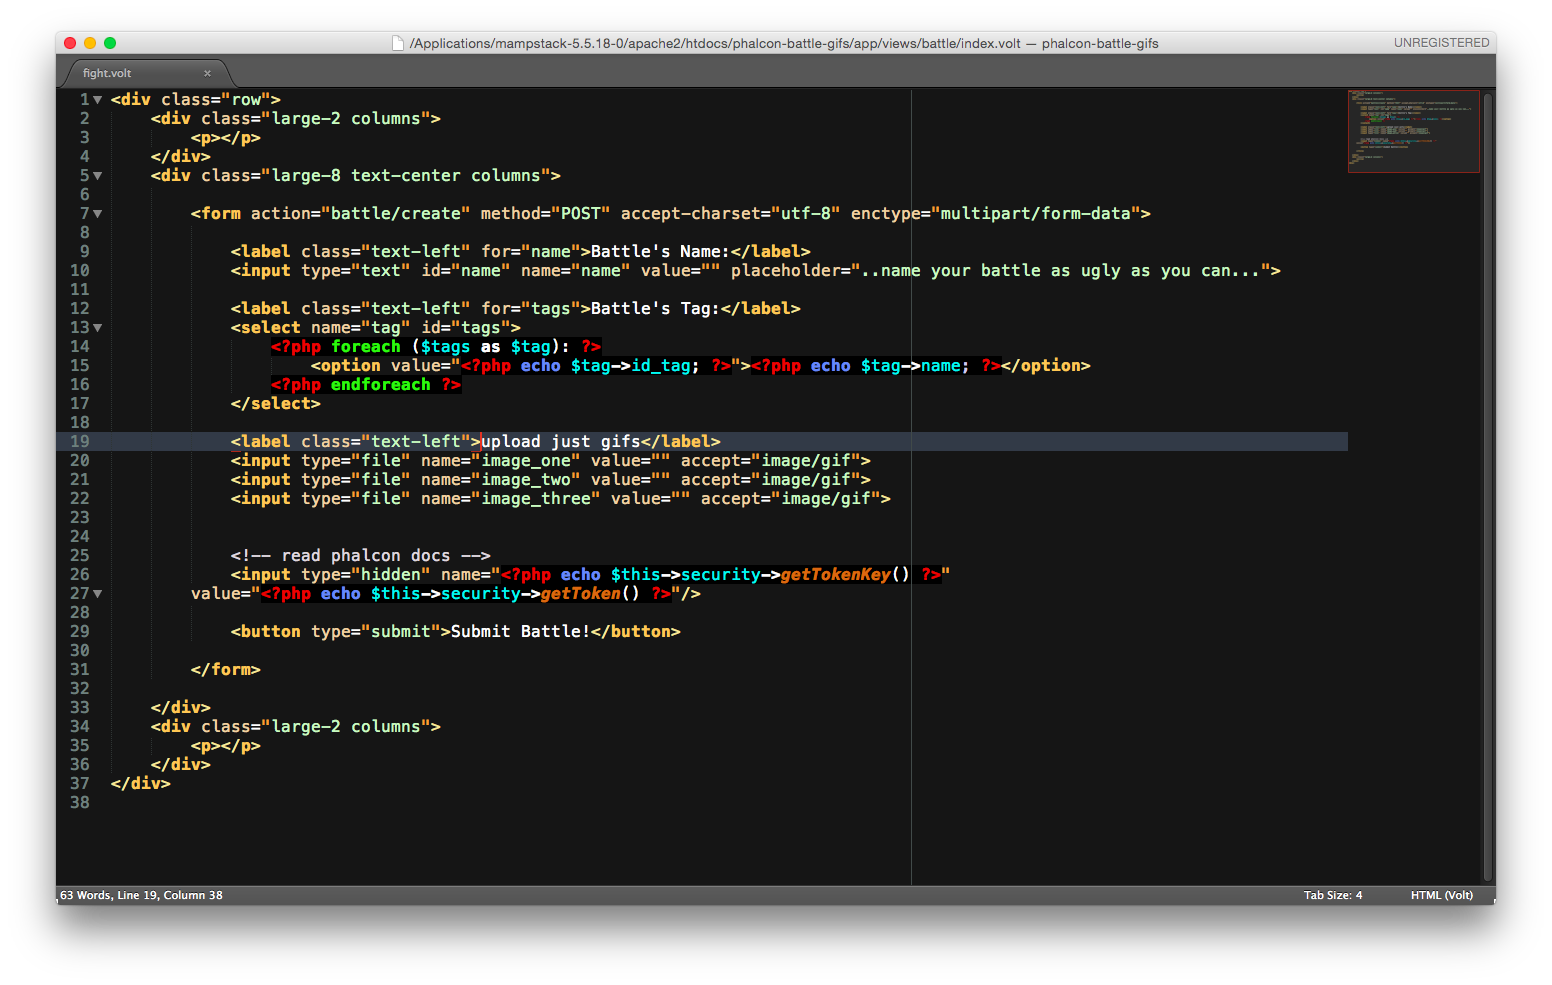 /Applications/mampstack-5.5.18-0/apache2/htdocs/phalcon-battle-gifs/app/views/battle/index.volt — phalcon-battle-gifs
UNREGISTERED
fight.volt ×
1 <div class="row">
2 <div class="large-2 columns">
3 <p></p>
4 </div>
5 <div class="large-8 text-center columns">
6
7 <form action="battle/create" method="POST" accept-charset="utf-8" enctype="multipart/form-data">
8
9 <label class="text-left" for="name">Battle's Name:</label>
10 <input type="text" id="name" name="name" value="" placeholder="..name your battle as ugly as you can...">
11
12 <label class="text-left" for="tags">Battle's Tag:</label>
13 <select name="tag" id="tags">
14 <?php foreach ($tags as $tag): ?>
15 <option value="<?php echo $tag->id_tag; ?>"><?php echo $tag->name; ?></option>
16 <?php endforeach ?>
17 </select>
18
19 <label class="text-left">upload just gifs</label>
20 <input type="file" name="image_one" value="" accept="image/gif">
21 <input type="file" name="image_two" value="" accept="image/gif">
22 <input type="file" name="image_three" value="" accept="image/gif">
23
24
25 <!-- read phalcon docs -->
26 <input type="hidden" name="<?php echo $this->security->getTokenKey() ?>"
27 value="<?php echo $this->security->getToken() ?>"/>
28
29 <button type="submit">Submit Battle!</button>
30
31 </form>
32
33 </div>
34 <div class="large-2 columns">
35 <p></p>
36 </div>
37 </div>
38
63 Words, Line 19, Column 38
Tab Size: 4
HTML (Volt)